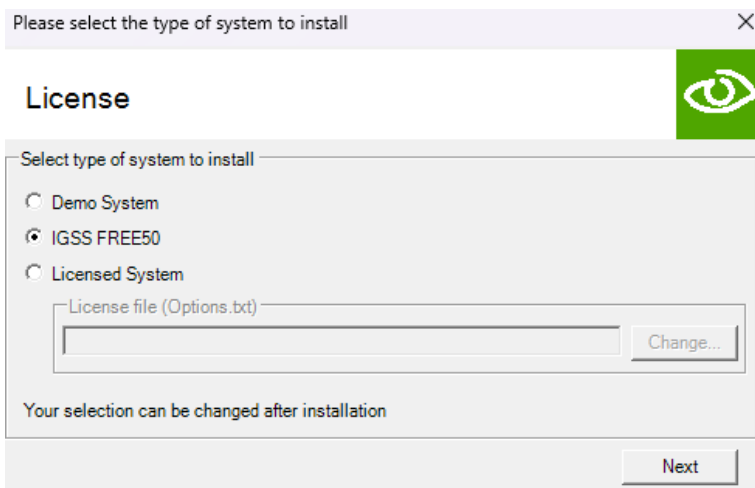 Please select the type of system to install
License
Select type of system to install
Demo System
IGSS FREE50
Licensed System
License file (Options.txt)
Change...
Your selection can be changed after installation
Next